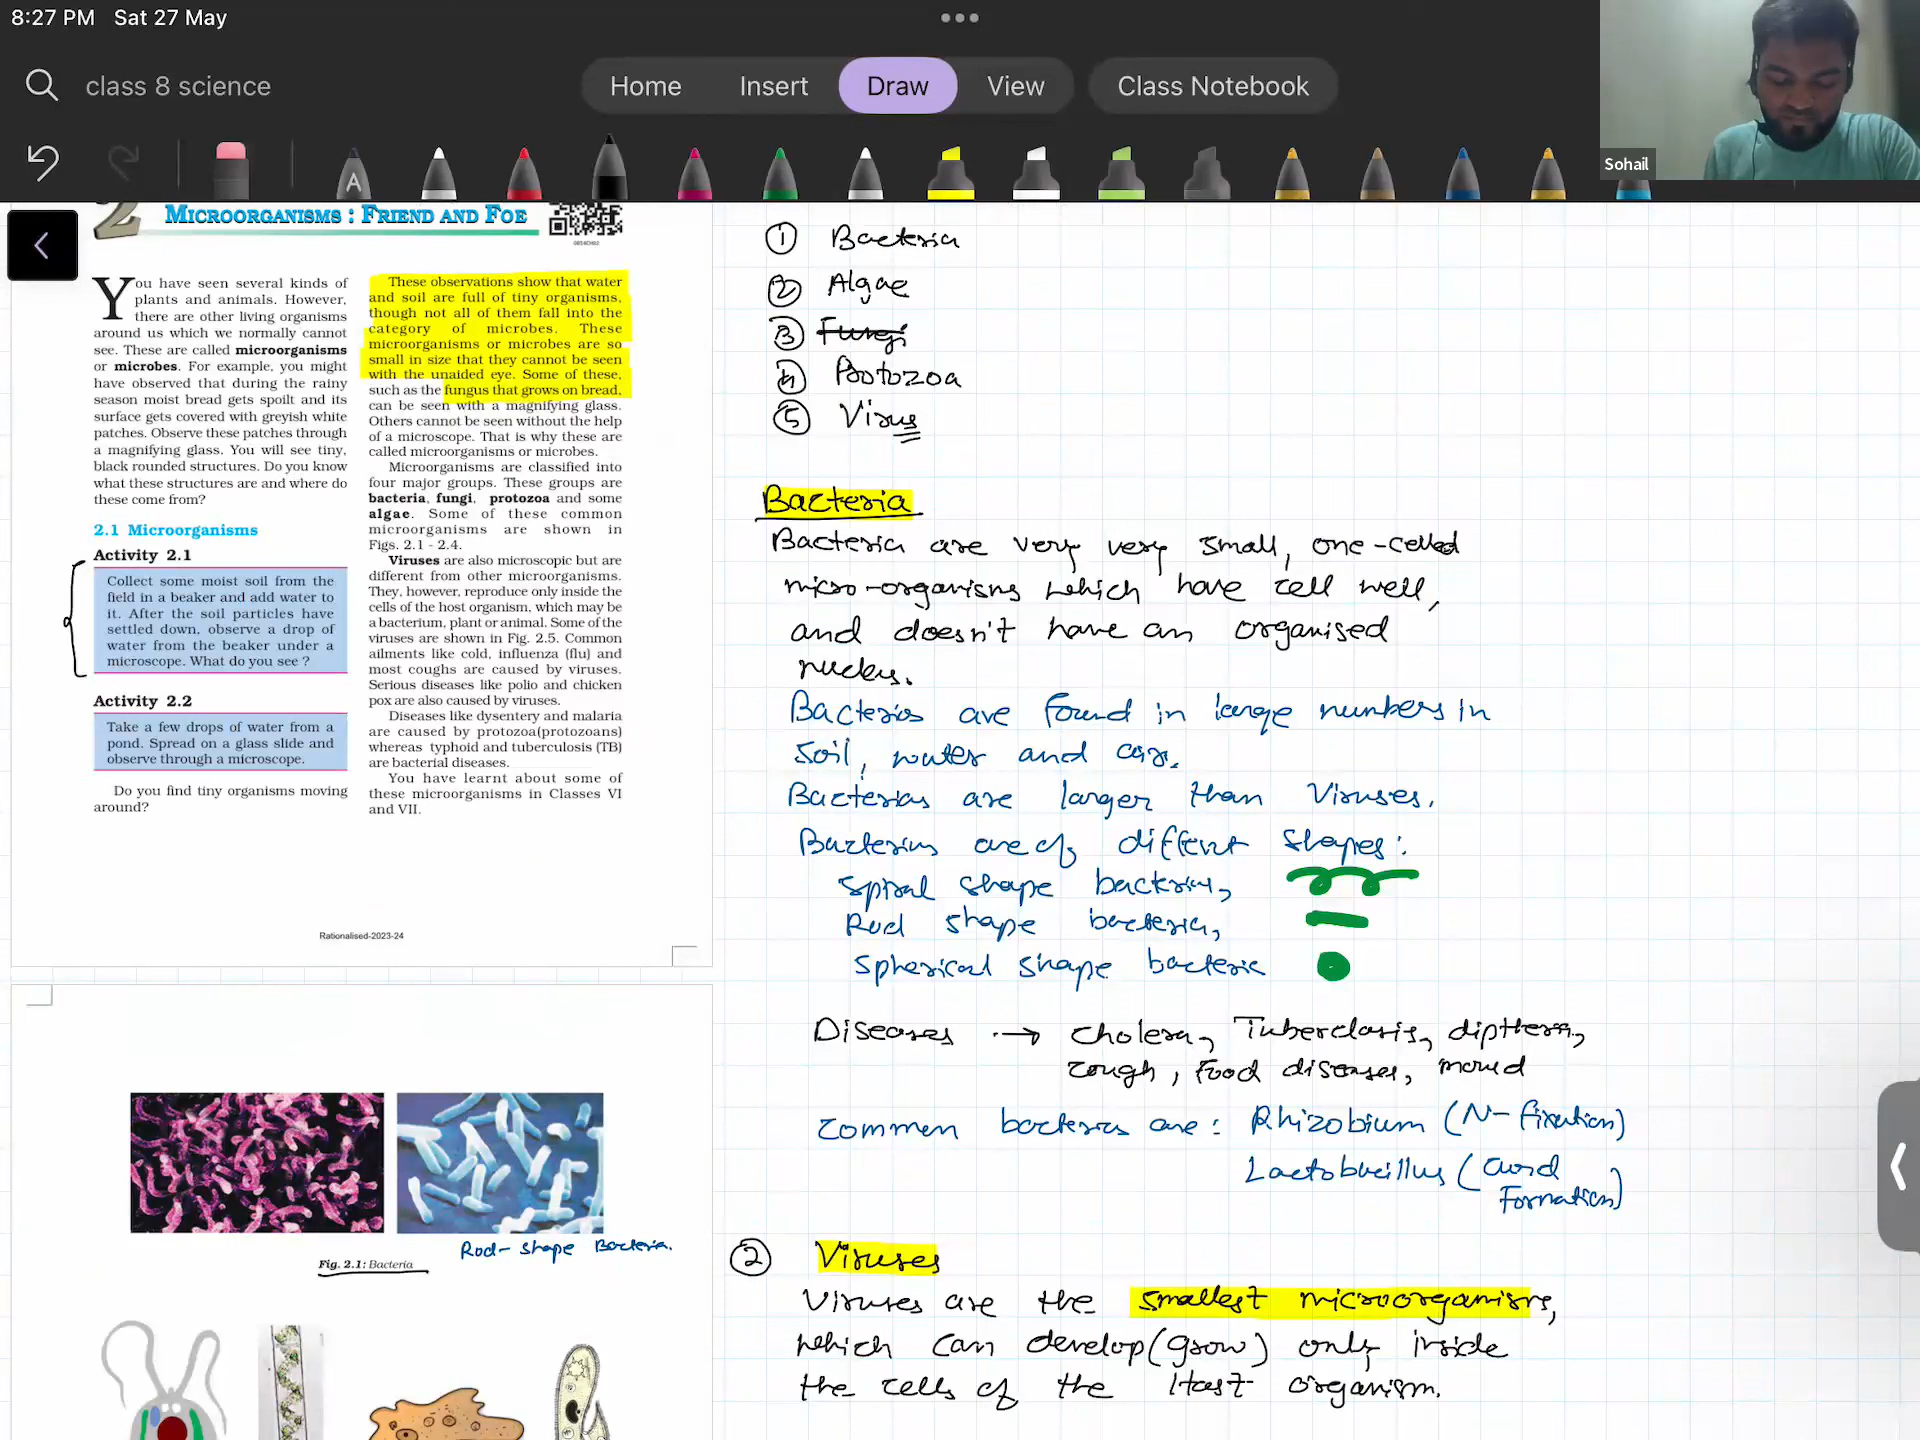 8:27 PM Sat 27 May
class 8 science
Home Insert Draw View Class Notebook
Sohail
A
2 MICROORGANISMS : FRIEND AND FOE
You have seen several kinds of
plants and animals. However,
there are other living organisms
around us which we normally cannot
see. These are called microorganisms
or microbes. For example, you might
have observed that during the rainy
season moist bread gets spoilt and its
surface gets covered with greyish white
patches. Observe these patches through
a magnifying glass. You will see tiny,
black rounded structures. Do you know
what these structures are and where do
these come from?
2.1 Microorganisms
Activity 2.1
Collect some moist soil from the
field in a beaker and add water to
it. After the soil particles have
settled down, observe a drop of
water from the beaker under a
microscope. What do you see ?
Activity 2.2
Take a few drops of water from a
pond. Spread on a glass slide and
observe through a microscope.
Do you find tiny organisms moving
around?
These observations show that water
and soil are full of tiny organisms,
though not all of them fall into the
category of microbes. These
microorganisms or microbes are so
small in size that they cannot be seen
with the unaided eye. Some of these,
such as the fungus that grows on bread,
can be seen with a magnifying glass.
Others cannot be seen without the help
of a microscope. That is why these are
called microorganisms or microbes.
Microorganisms are classified into
four major groups. These groups are
bacteria, fungi, protozoa and some
algae. Some of these common
microorganisms are shown in
Figs. 2.1 - 2.4.
Viruses are also microscopic but are
different from other microorganisms.
They, however, reproduce only inside the
cells of the host organism, which may be
a bacterium, plant or animal. Some of the
viruses are shown in Fig. 2.5. Common
ailments like cold, influenza (flu) and
most coughs are caused by viruses.
Serious diseases like polio and chicken
pox are also caused by viruses.
Diseases like dysentery and malaria
are caused by protozoa(protozoans)
whereas typhoid and tuberculosis (TB)
are bacterial diseases.
You have learnt about some of
these microorganisms in Classes VI
and VII.
Rationalised-2023-24
Rod- shape Bacteria.
Fig. 2.1: Bacteria
① Bacteria
② Algae
③ Fungi
④ Protozoa
⑤ Virus
Bacteria
Bacteria are very very small, one-celled
micro-organisms which have cell well,
and doesn't have an organised
nucleus.
Bacterias are found in large numbers in
soil, water and air.
Bacterias are larger than Viruses.
Bacterias are of different shapes:
Spiral shape bacteria,
Rod shape bacteria,
Spherical shape bacteria
Diseases → cholera, Tuberclosis, diptheria,
cough, Food diseases,
common bacterias are : Rhizobium (N-fixation)
Lactobacillus (curd
formation)
② Viruses
Viruses are the smallest microorganisms,
which can develop (grow) only inside
the cells of the Host organism.